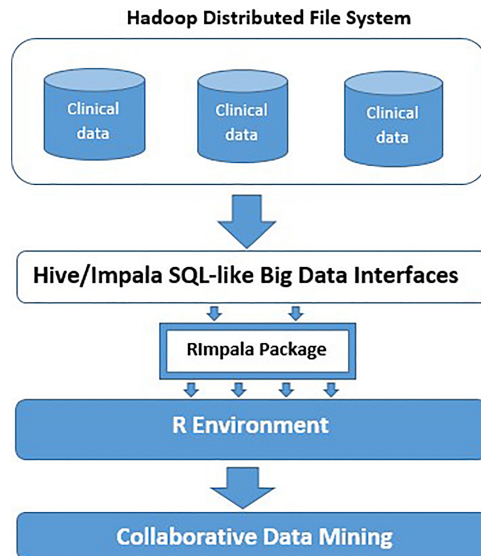 Hadoop Distributed File System
Clinical
data
Clinical
data
Clinical
data
Hive/Impala SQL-like Big Data Interfaces
RImpala Package
R Environment
Collaborative Data Mining